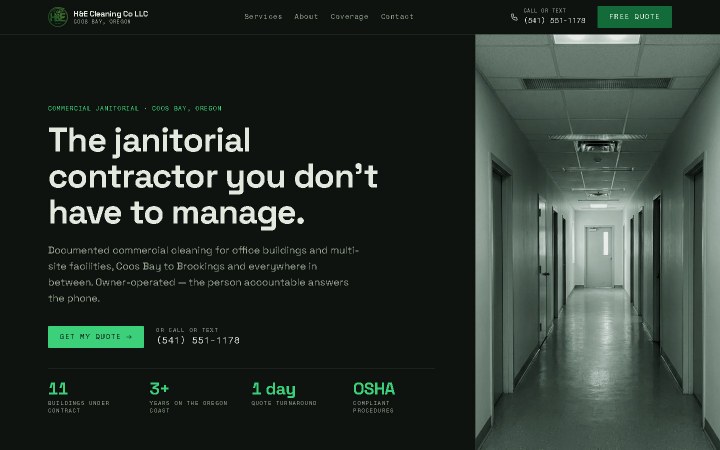 H&E Cleaning Co LLC
COOS BAY, OREGON
Services About Coverage Contact
CALL OR TEXT
(541) 551-1178
FREE QUOTE
COMMERCIAL JANITORIAL · COOS BAY, OREGON
The janitorial
contractor you don't
have to manage.
Documented commercial cleaning for office buildings and multi-
site facilities, Coos Bay to Brookings and everywhere in
between. Owner-operated — the person accountable answers
the phone.
GET MY QUOTE →
OR CALL OR TEXT
(541) 551-1178
11
BUILDINGS UNDER
CONTRACT
3+
YEARS ON THE OREGON
COAST
1 day
QUOTE TURNAROUND
OSHA
COMPLIANT
PROCEDURES